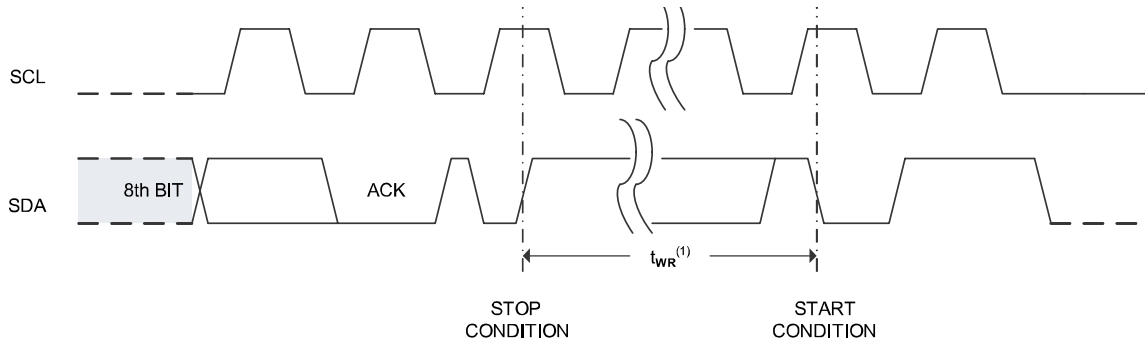 SCL
8th BIT
ACK
SDA
tWR(1)
STOP
CONDITION
START
CONDITION